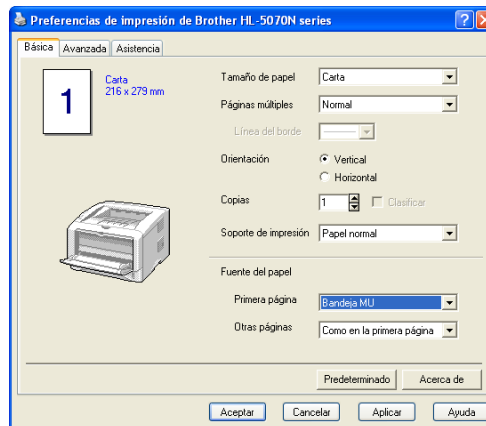 Preferencias de impresión de Brother HL-5070N series
Básica Avanzada Asistencia
1
Carta
216 x 279 mm
Tamaño de papel Carta
Páginas múltiples Normal
Línea del borde
Orientación Vertical
Horizontal
Copias 1 Clasificar
Soporte de impresión Papel normal
Fuente del papel
Primera página Bandeja MU
Otras páginas Como en la primera página
Predeterminado Acerca de
Aceptar Cancelar Aplicar Ayuda